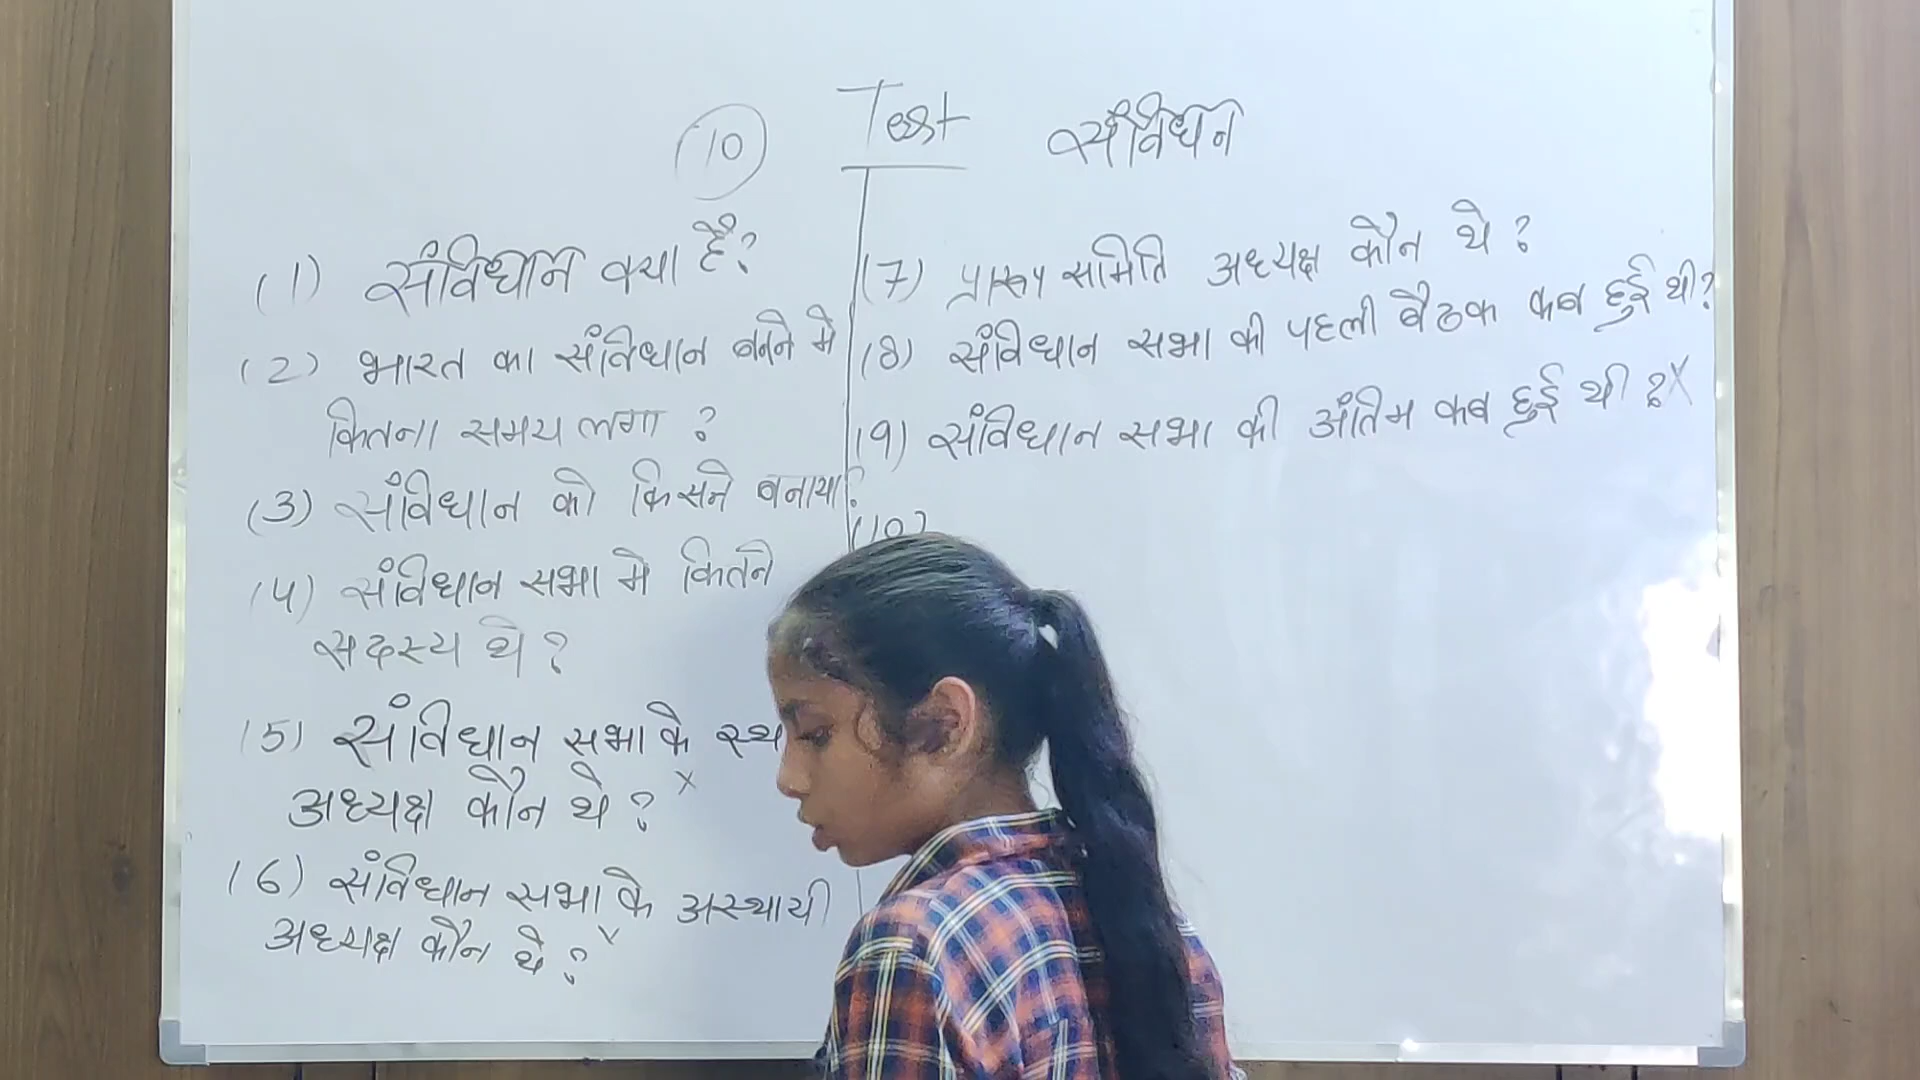 (10) Test संविधान
(1) संविधान क्या है?
(2) भारत का संविधान बनने मे
कितना समय लगा ?
(3) संविधान को किसने बनाया?
(4) संविधान सभा मे कितने
सदस्य थे ?
(5) संविधान सभा के
अध्यक्ष कौन थे ? x
(6) संविधान सभा के अस्थायी
अध्यक्ष कौन थे ?
(7) प्रारूप समिति अध्यक्ष कौन थे ?
(8) संविधान सभा की पहली बैठक कब हुई थी?
(9) संविधान सभा की अंतिम कब हुई थी ? x
(10)